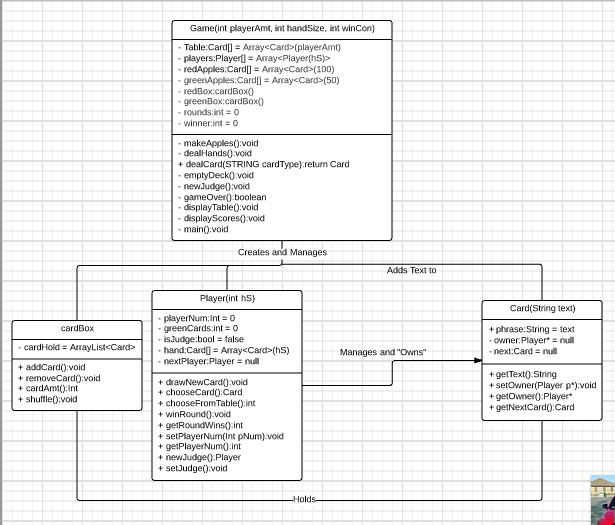 Game(int playerAmt, int handSize, int winCon)
- Table:Card[] = Array<Card>(playerAmt)
- players:Player[] = Array<Player(hS)>
- redApples:Card[] = Array<Card>(100)
- greenApples:Card[] = Array<Card>(50)
- redBox:cardBox()
- greenBox:cardBox()
- rounds:int = 0
- winner:int = 0
- makeApples():void
- dealHands():void
+ dealCard(STRING cardType):return Card
- emptyDeck():void
- newJudge():void
- gameOver():boolean
- displayTable():void
- displayScores():void
- main():void
Creates and Manages
Adds Text to
cardBox
- cardHold = ArrayList<Card>
+ addCard():void
+ removeCard():void
+ cardAmt():Int
+ shuffle():void
Player(int hS)
- playerNum:Int = 0
- greenCards:int = 0
- isJudge:bool = false
- hand:Card[] = Array<Card>(hS)
- nextPlayer:Player = null
+ drawNewCard():void
+ chooseCard():Card
+ chooseFromTable():int
+ winRound():void
+ getRoundWins():int
+ setPlayerNum(Int pNum):void
+ getPlayerNum():int
+ newJudge():Player
+ setJudge():void
Manages and "Owns"
Card(String text)
+ phrase:String = text
- owner:Player* = null
- next:Card = null
+ getText():String
+ setOwner(Player p*):void
+ getOwner():Player*
+ getNextCard():Card
Holds